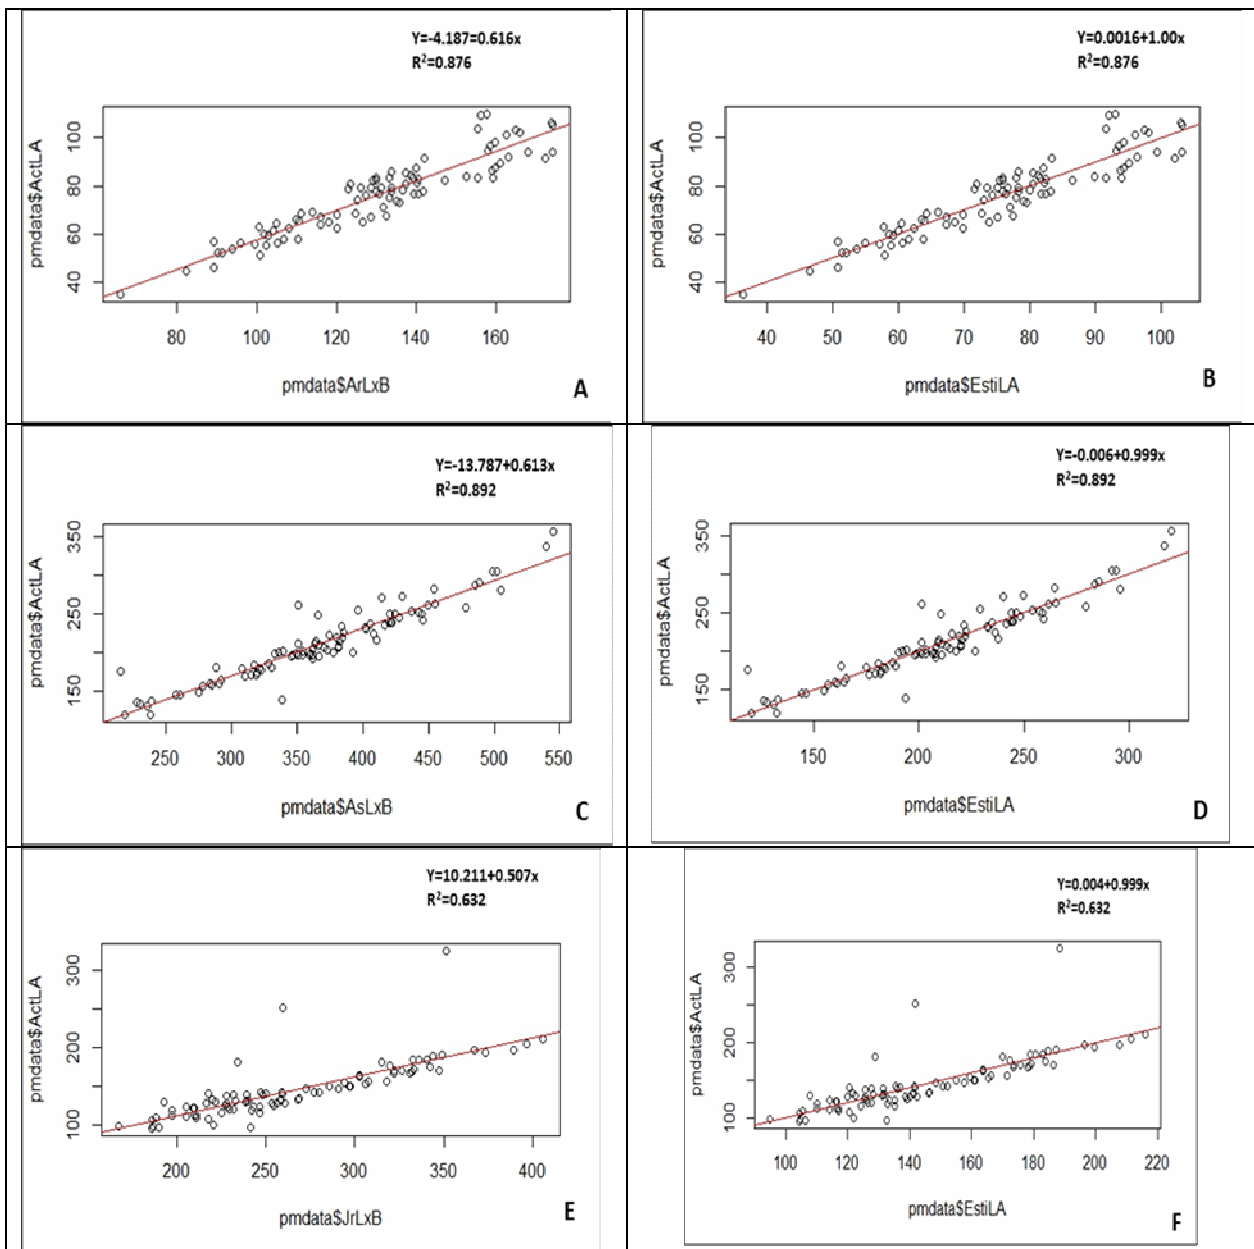 Y=-4.187=0.616x
R²=0.876
pmdata$ActLA
100
80
60
40
80 100 120 140 160
pmdata$ArLxB
A
Y=0.0016+1.00x
R²=0.876
pmdata$ActLA
100
80
60
40
40 50 60 70 80 90 100
pmdata$EstiLA
B
Y=-13.787+0.613x
R²=0.892
pmdata$ActLA
350
250
150
250 300 350 400 450 500 550
pmdata$AsLxB
C
Y=-0.006+0.999x
R²=0.892
pmdata$ActLA
350
250
150
150 200 250 300
pmdata$EstiLA
D
Y=10.211+0.507x
R²=0.632
pmdata$ActLA
300
200
100
200 250 300 350 400
pmdata$JrLxB
E
Y=0.004+0.999x
R²=0.632
pmdata$ActLA
300
200
100
100 120 140 160 180 200 220
pmdata$EstiLA
F